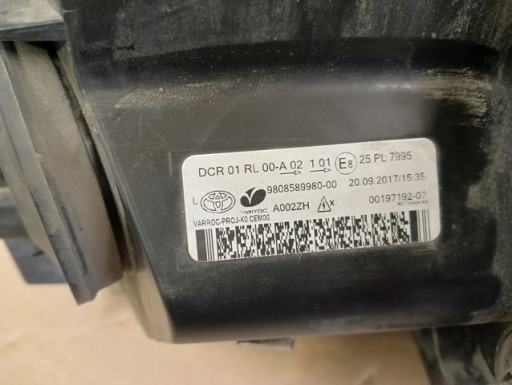 DCR 01 RL 00-A 02 1 01 E8 25 PL 7995
L VARROC 9808589980-00 20.09.2017/15:35
A002ZH X 00197192-07
VARROC-PROJ-K0 CEM00